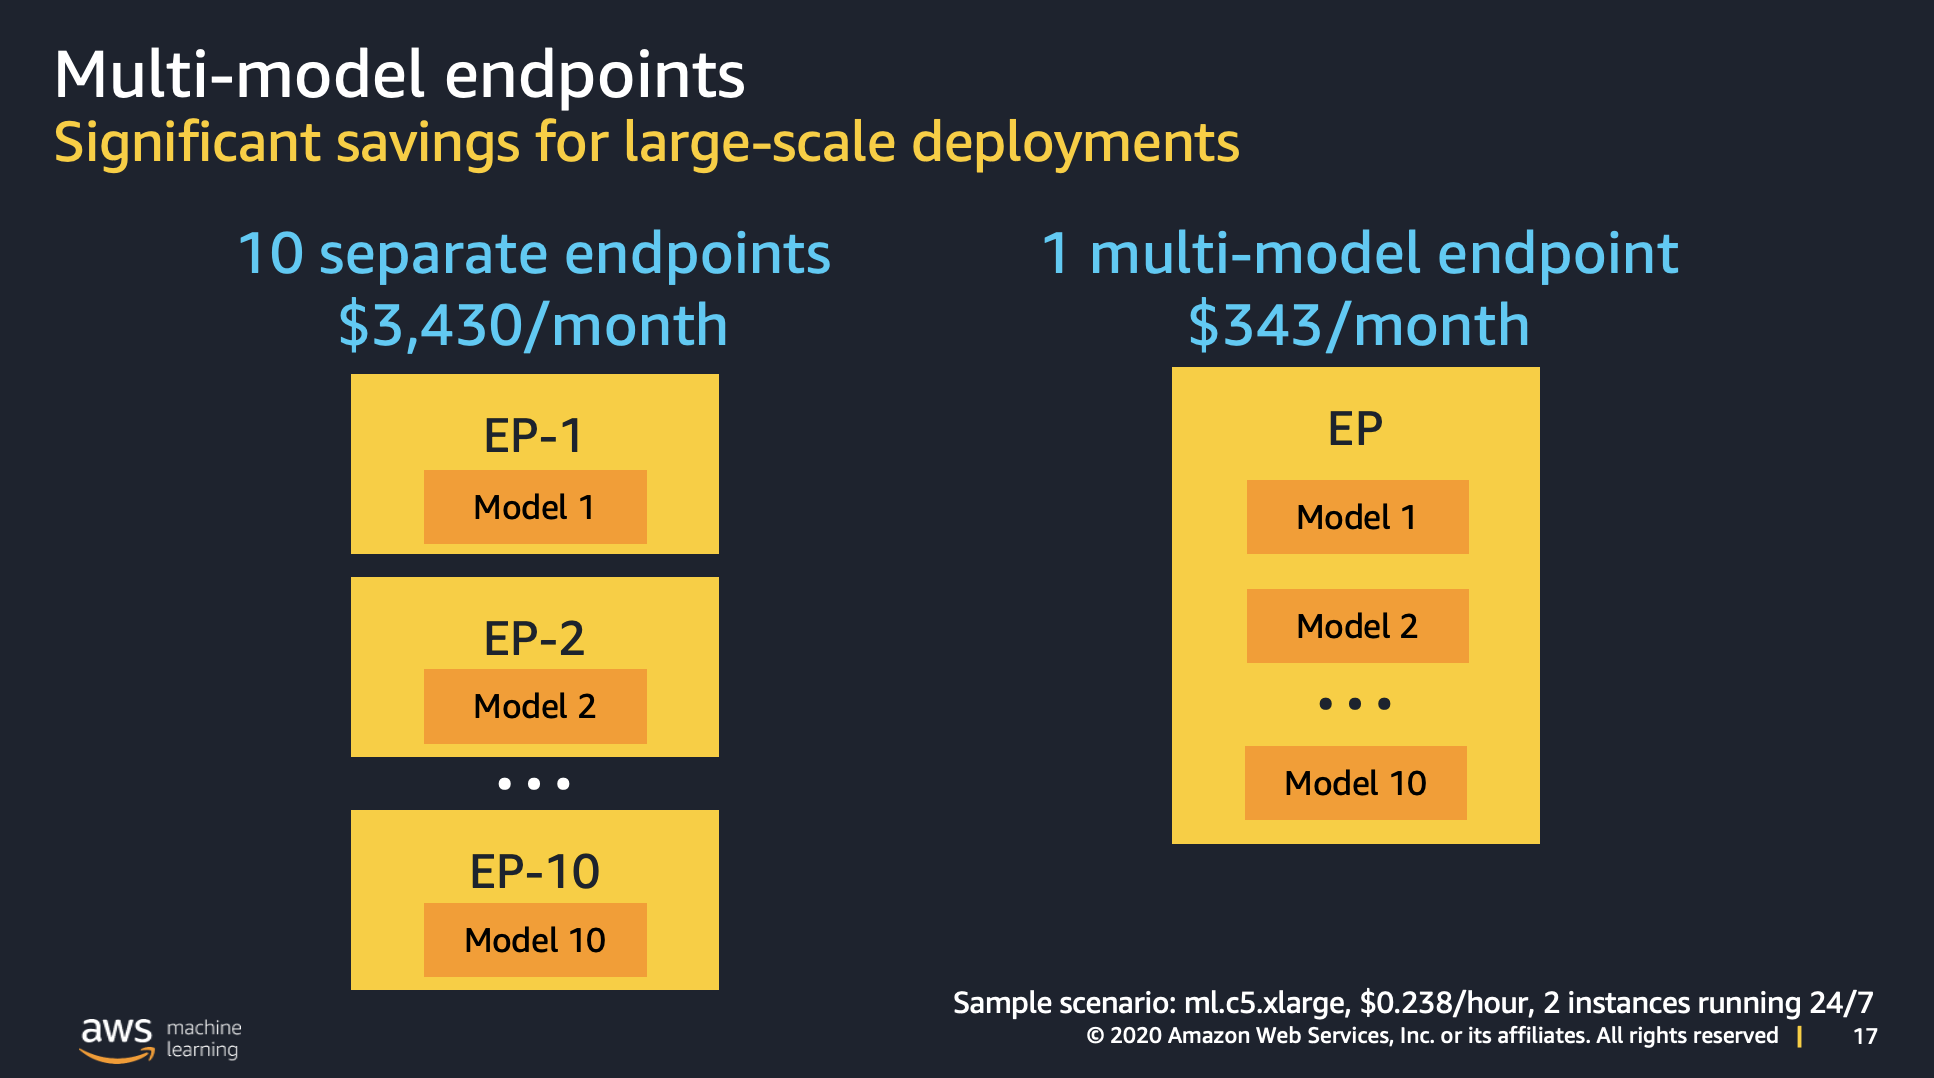 Multi-model endpoints
Significant savings for large-scale deployments
10 separate endpoints
$3,430/month
EP-1
Model 1
EP-2
Model 2
...
EP-10
Model 10
1 multi-model endpoint
$343/month
EP
Model 1
Model 2
...
Model 10
Sample scenario: ml.c5.xlarge, $0.238/hour, 2 instances running 24/7
aws machine
learning
© 2020 Amazon Web Services, Inc. or its affiliates. All rights reserved | 17